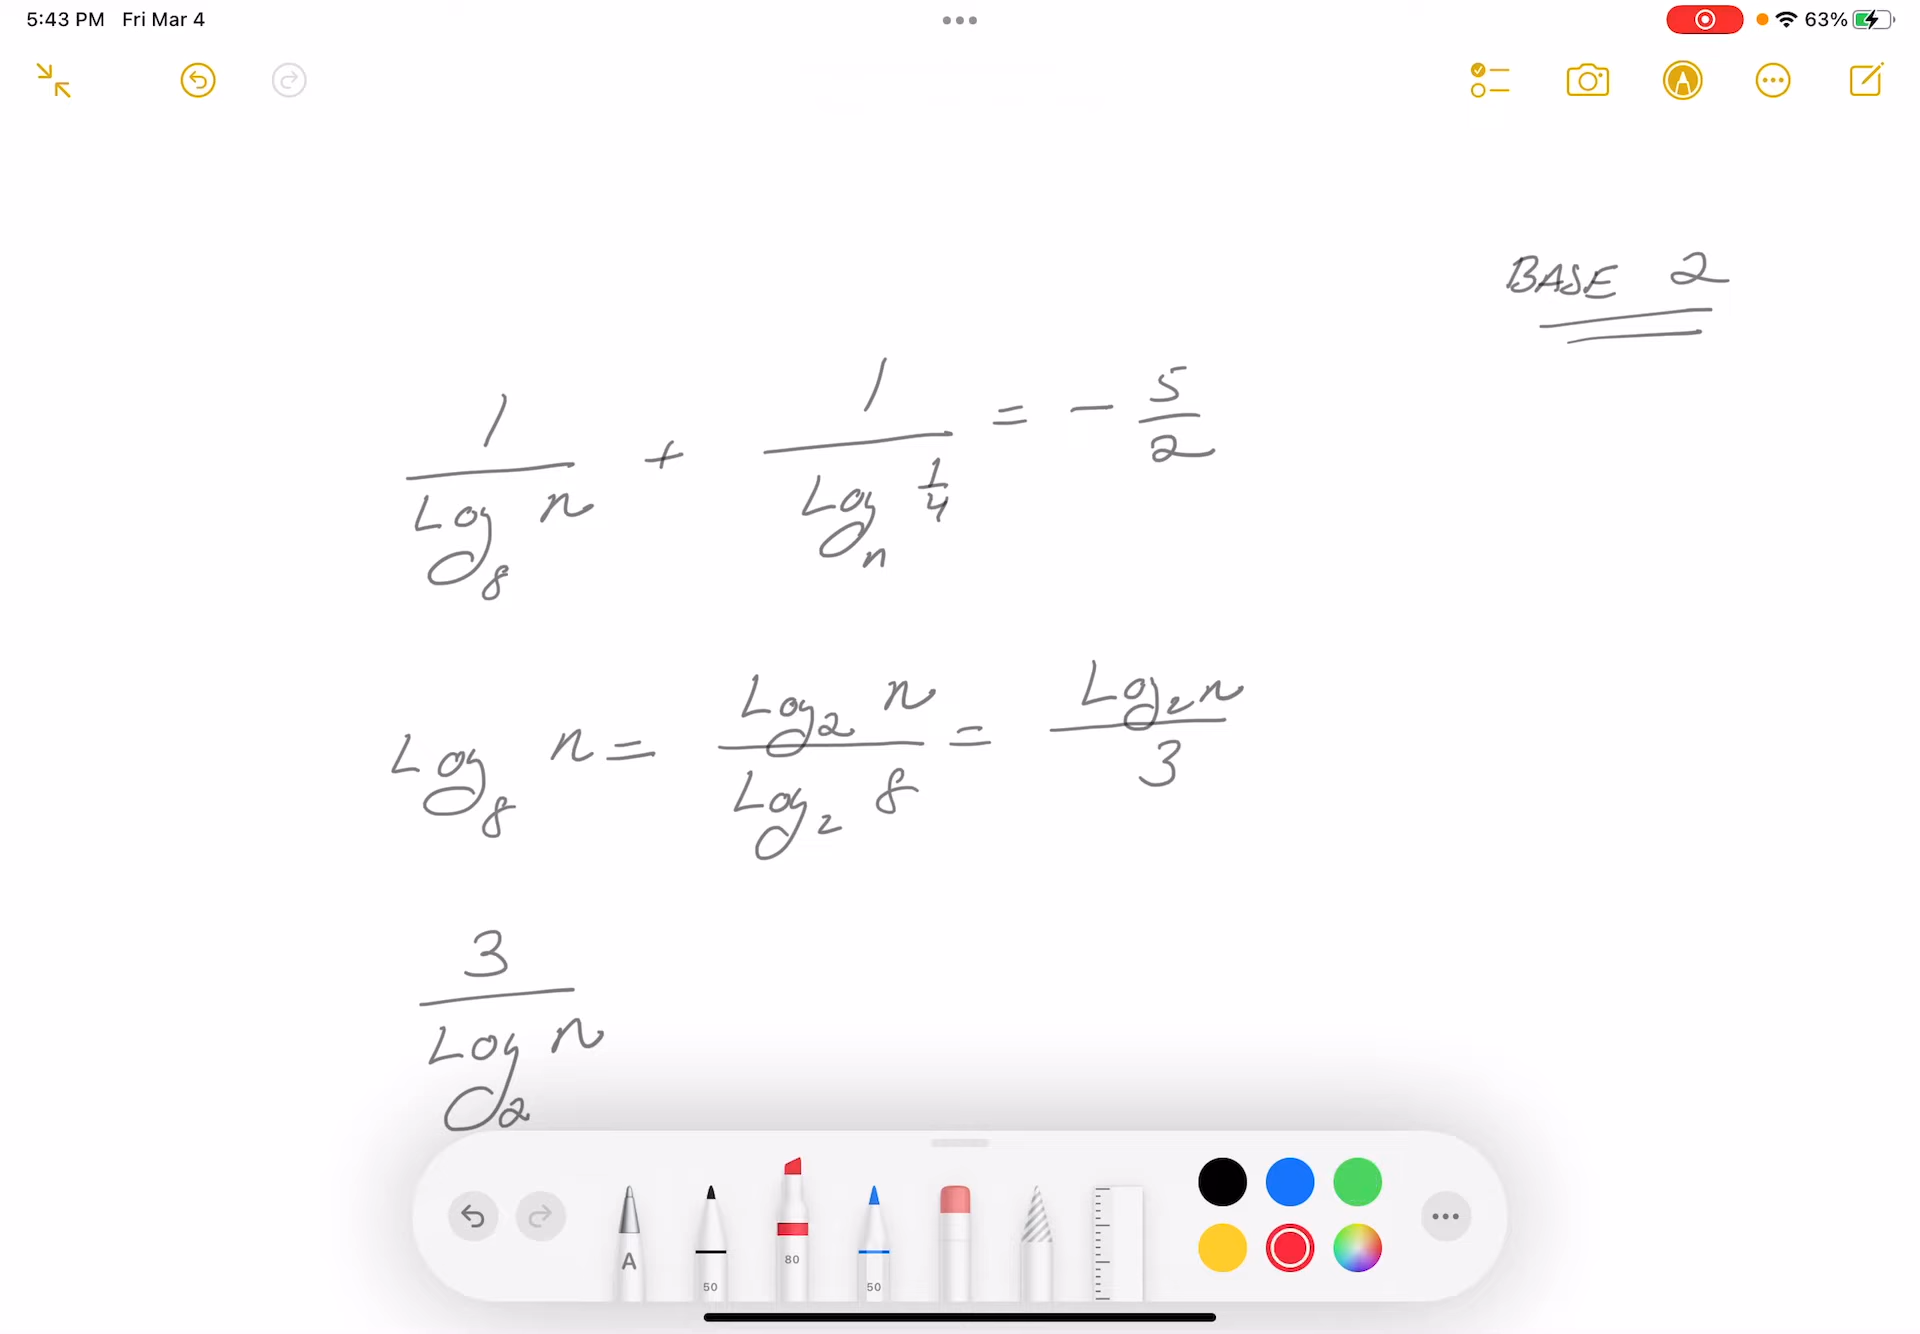 5:43 PM Fri Mar 4
63%
BASE 2
1/(Log₈ n) + 1/(Logₙ 1/4) = - 5/2
Log₈ n = (Log₂ n)/(Log₂ 8) = (Log₂ n)/3
3/(Log₂ n)
A
50
80
50